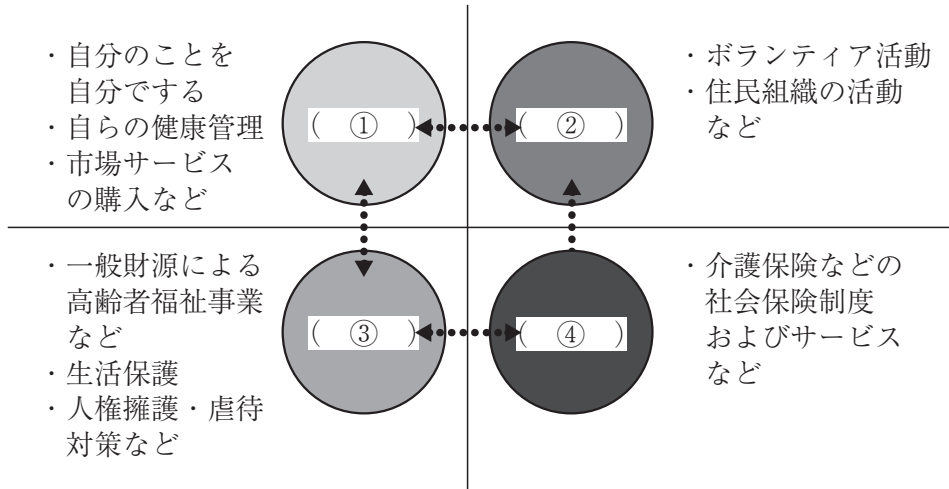 ・自分のことを
自分でする
・自らの健康管理
・市場サービス
の購入など
( ① )
( ② )
・ボランティア活動
・住民組織の活動
など
・一般財源による
高齢者福祉事業
など
・生活保護
・人権擁護・虐待
対策など
( ③ )
( ④ )
・介護保険などの
社会保険制度
およびサービス
など